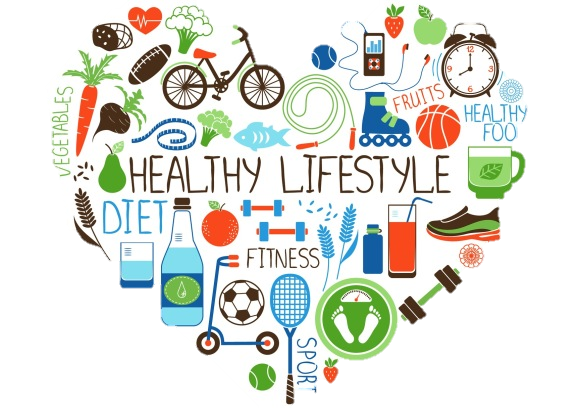 VEGETABLES
FRUITS
HEALTHY
FOO
HEALTHY LIFESTYLE
DIET
FITNESS
SPORT